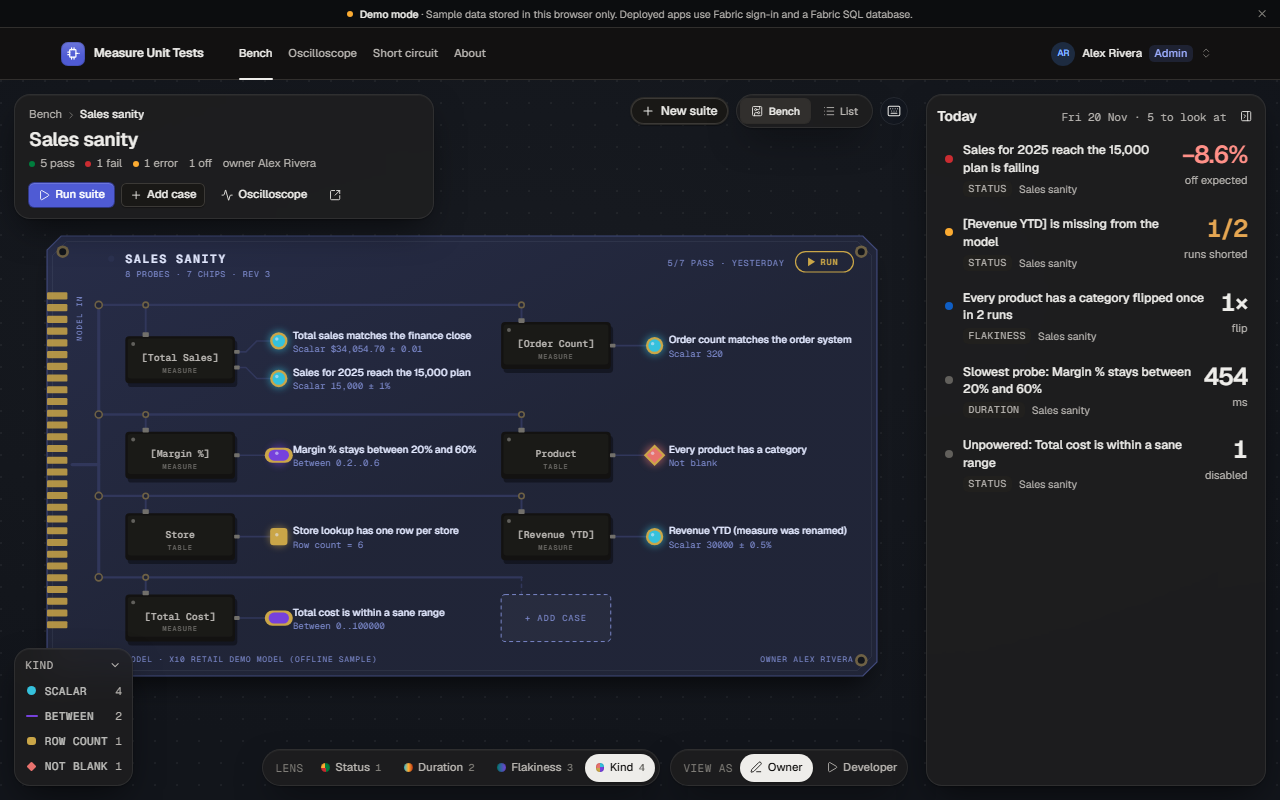 Demo mode · Sample data stored in this browser only. Deployed apps use Fabric sign-in and a Fabric SQL database.
Measure Unit Tests
Bench
Oscilloscope
Short circuit
About
AR
Alex Rivera
Admin
Bench > Sales sanity
Sales sanity
5 pass
1 fail
1 error
1 off
owner Alex Rivera
Run suite
+ Add case
Oscilloscope
+ New suite
Bench
List
SALES SANITY
8 PROBES · 7 CHIPS · REV 3
5/7 PASS · YESTERDAY
RUN
MODEL IN
[Total Sales]
MEASURE
Total sales matches the finance close
Scalar $34,054.70 ± 0.01
Sales for 2025 reach the 15,000 plan
Scalar 15,000 ± 1%
[Order Count]
MEASURE
Order count matches the order system
Scalar 320
[Margin %]
MEASURE
Margin % stays between 20% and 60%
Between 0.2..0.6
Product
TABLE
Every product has a category
Not blank
Store
TABLE
Store lookup has one row per store
Row count = 6
[Revenue YTD]
MEASURE
Revenue YTD (measure was renamed)
Scalar 30000 ± 0.5%
[Total Cost]
MEASURE
Total cost is within a sane range
Between 0..100000
+ ADD CASE
ODEL · X10 RETAIL DEMO MODEL (OFFLINE SAMPLE)
OWNER ALEX RIVERA
KIND
SCALAR 4
BETWEEN 2
ROW COUNT 1
NOT BLANK 1
LENS
Status 1
Duration 2
Flakiness 3
Kind 4
VIEW AS
Owner
Developer
Today
Fri 20 Nov · 5 to look at
Sales for 2025 reach the 15,000
plan is failing
STATUS Sales sanity
−8.6%
off expected
[Revenue YTD] is missing from the
model
STATUS Sales sanity
1/2
runs shorted
Every product has a category flipped once
in 2 runs
FLAKINESS Sales sanity
1×
flip
Slowest probe: Margin % stays between
20% and 60%
DURATION Sales sanity
454
ms
Unpowered: Total cost is within a sane
range
STATUS Sales sanity
1
disabled